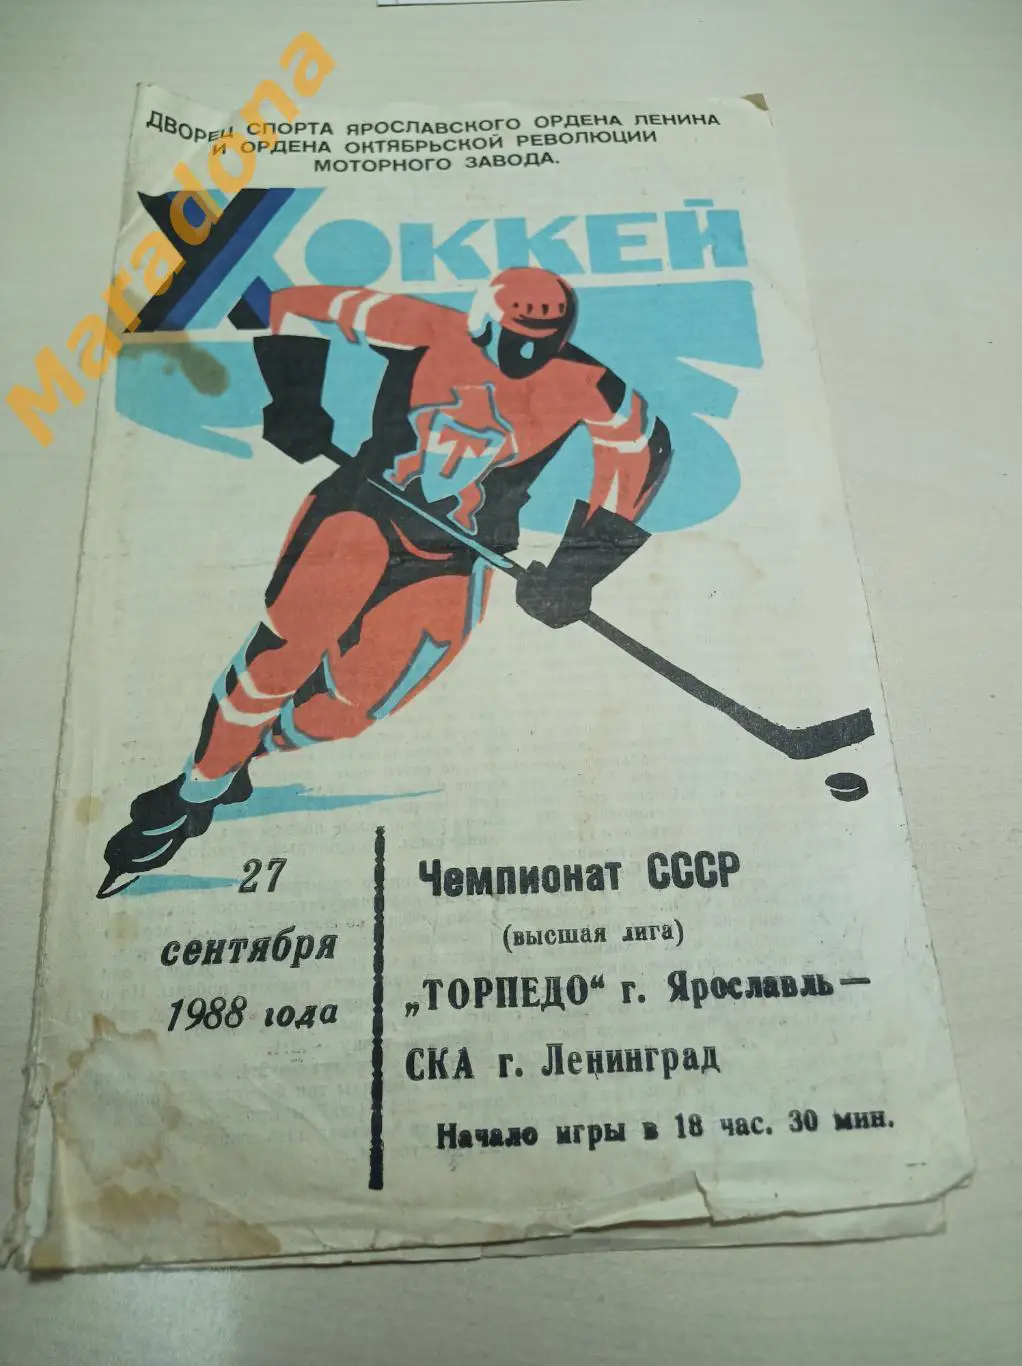 ДВОРЕЦ СПОРТА ЯРОСЛАВСКОГО ОРДЕНА ЛЕНИНА
И ОРДЕНА ОКТЯБРЬСКОЙ РЕВОЛЮЦИИ
МОТОРНОГО ЗАВОДА.
ХОККЕЙ
Т
27
сентября
1988 года
Чемпионат СССР
(высшая лига)
„ТОРПЕДО“ г. Ярославль—
СКА г. Ленинград
Начало игры в 18 час. 30 мин.
Maradona